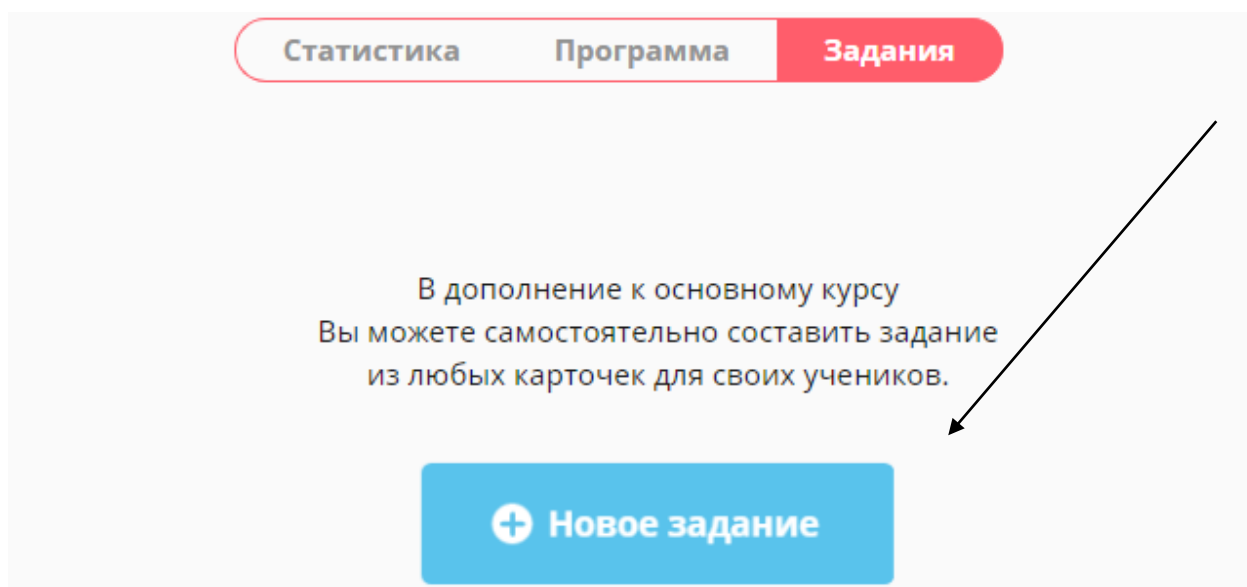 Статистика Программа Задания
В дополнение к основному курсу
Вы можете самостоятельно составить задание
из любых карточек для своих учеников.
Новое задание